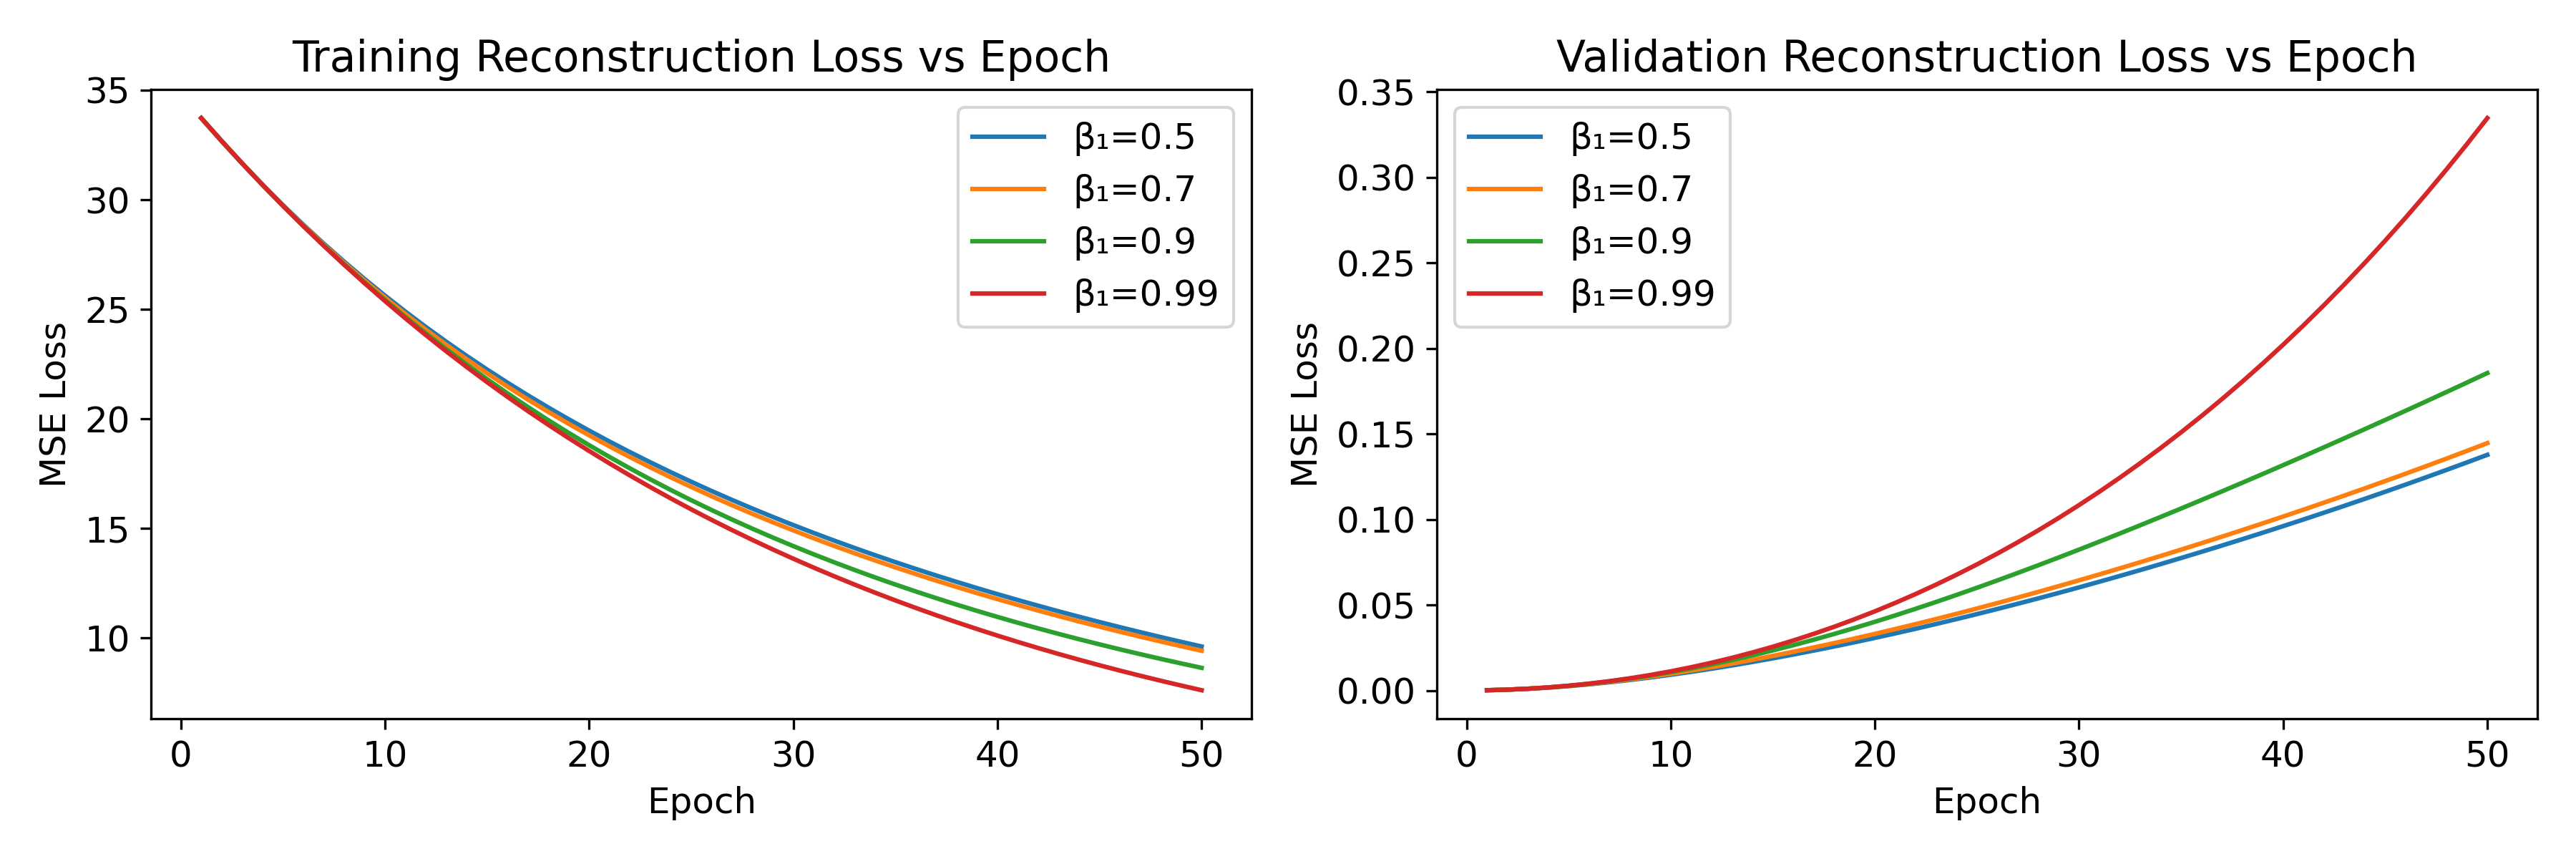 Training Reconstruction Loss vs Epoch
35
30
25
20
15
10
MSE Loss
0
10
20
30
40
50
Epoch
β₁=0.5
β₁=0.7
β₁=0.9
β₁=0.99
Validation Reconstruction Loss vs Epoch
0.35
0.30
0.25
0.20
0.15
0.10
0.05
0.00
MSE Loss
0
10
20
30
40
50
Epoch
β₁=0.5
β₁=0.7
β₁=0.9
β₁=0.99